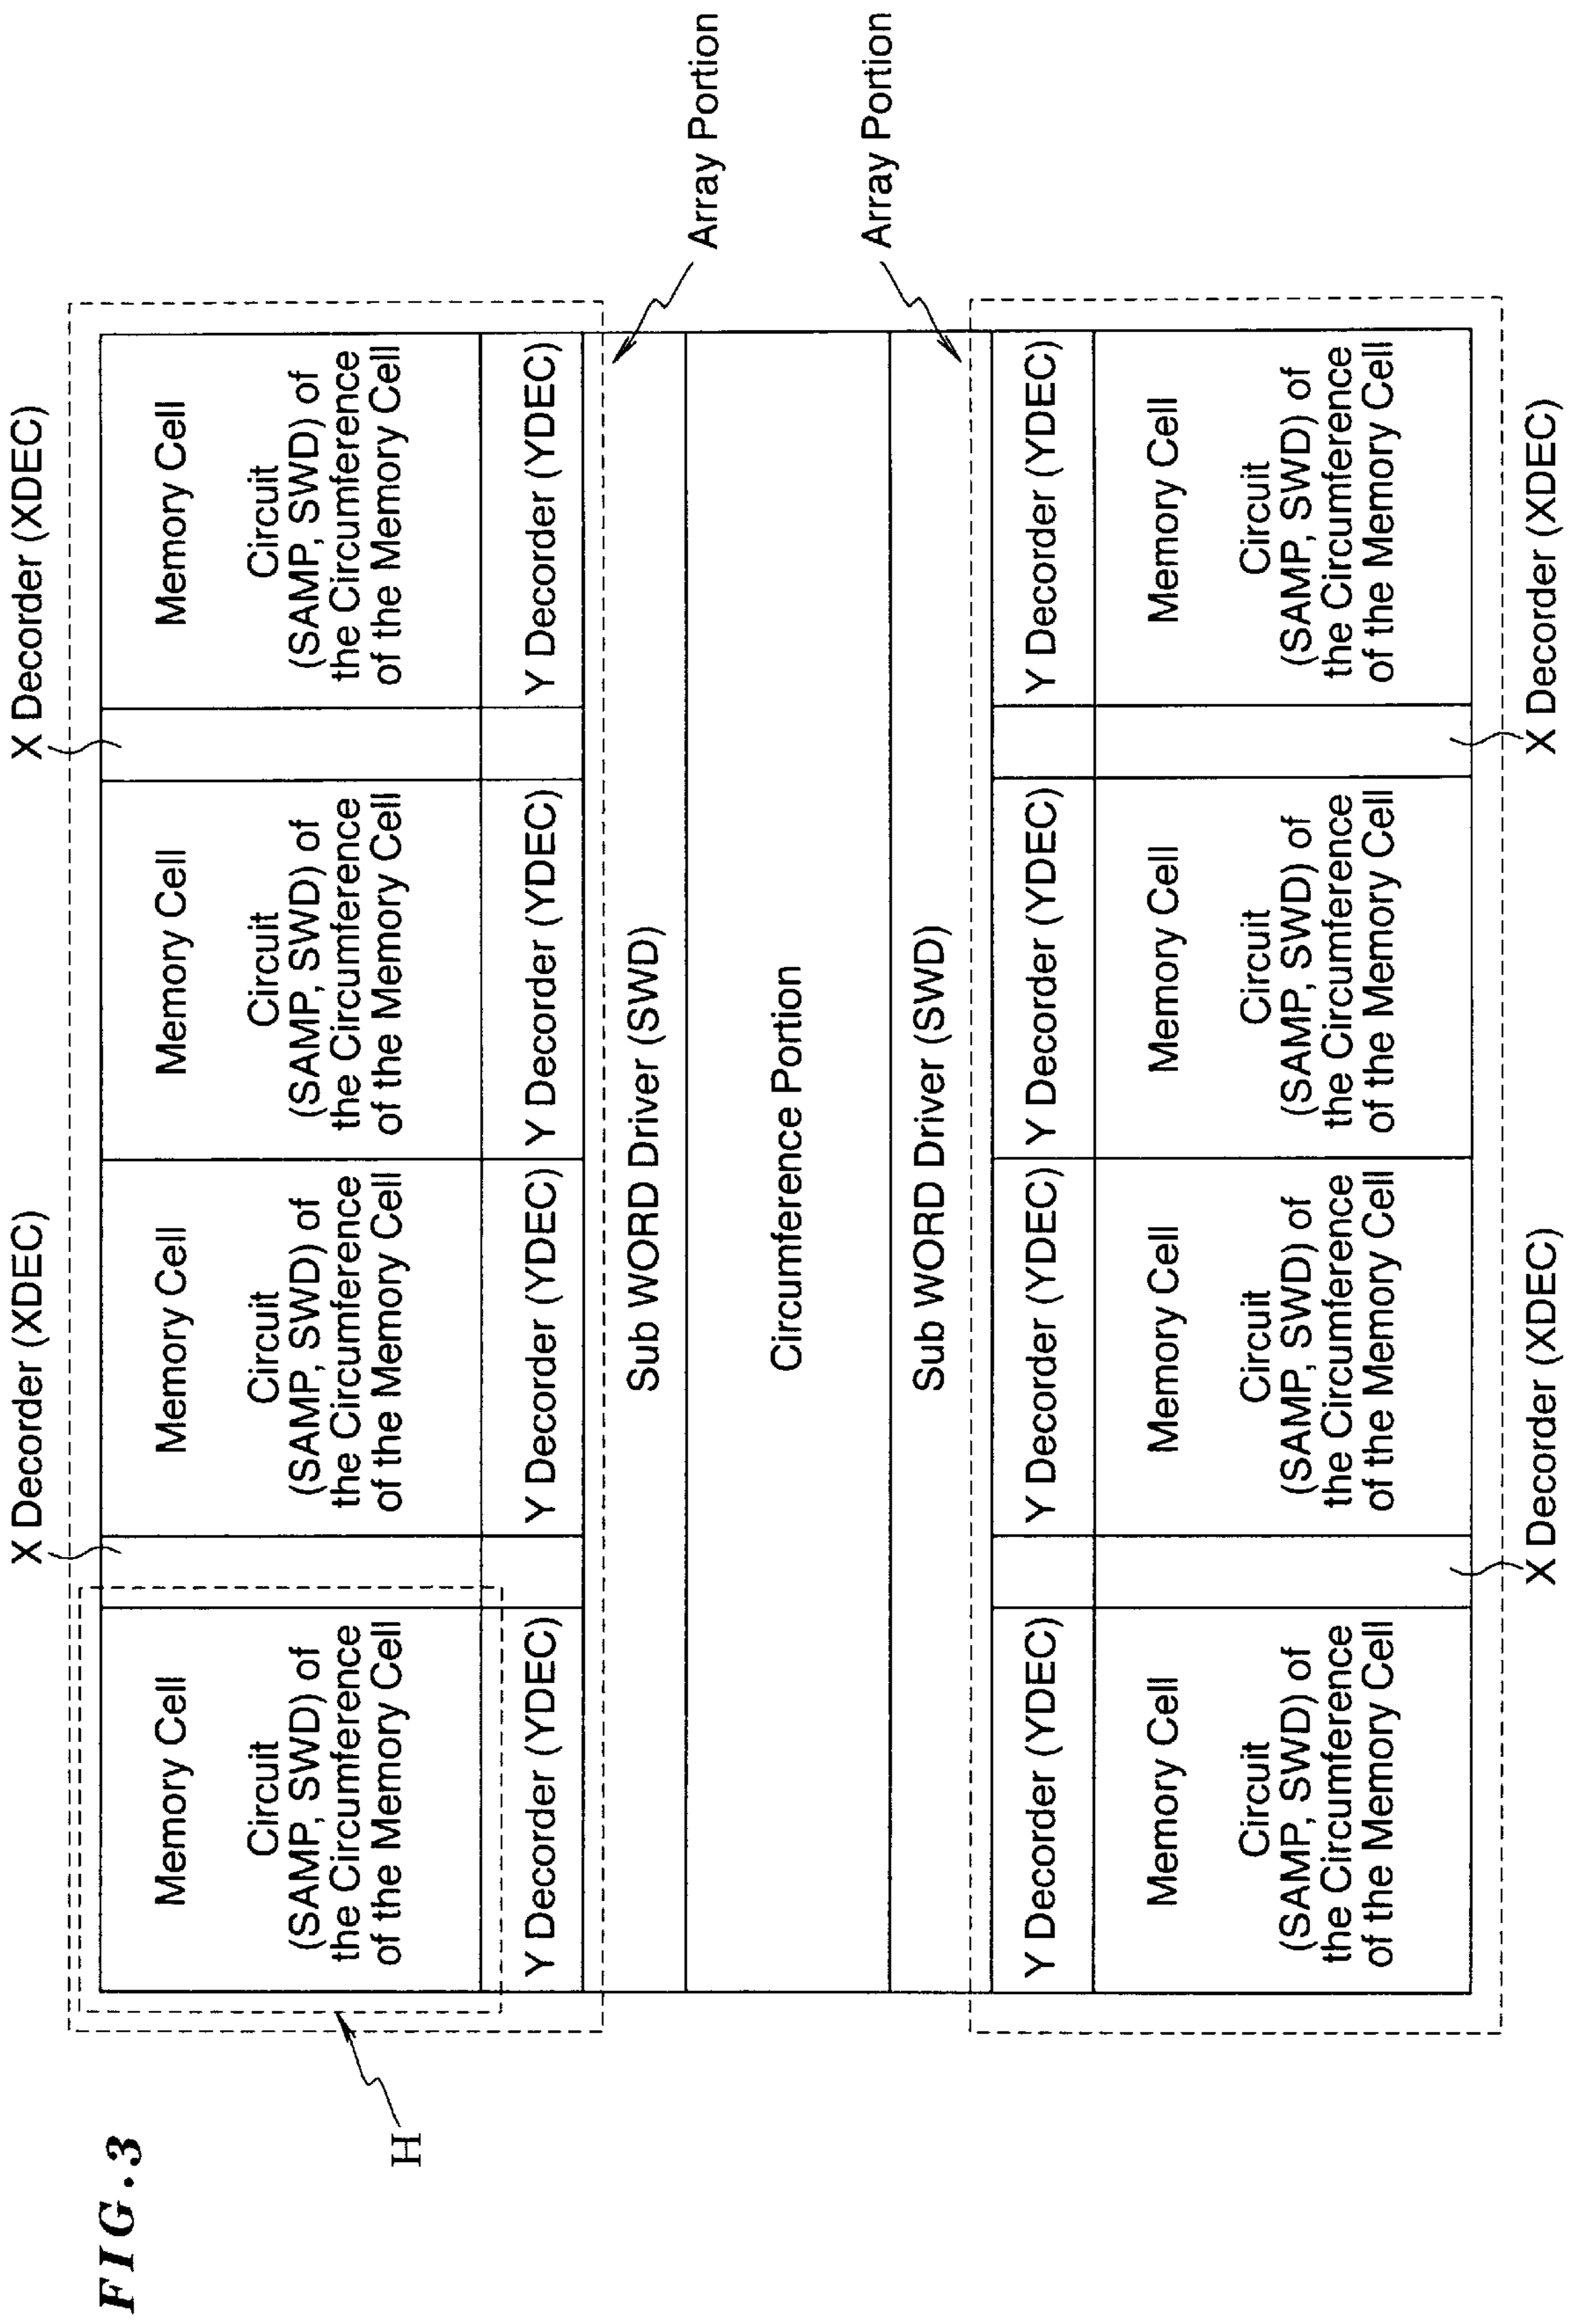 FIG.3
X Decorder (XDEC)
X Decorder (XDEC)
Memory Cell
Circuit
(SAMP, SWD) of
the Circumference
of the Memory Cell
Memory Cell
Circuit
(SAMP, SWD) of
the Circumference
of the Memory Cell
Memory Cell
Circuit
(SAMP, SWD) of
the Circumference
of the Memory Cell
Memory Cell
Circuit
(SAMP, SWD) of
the Circumference
of the Memory Cell
H
Y Decorder (YDEC)
Y Decorder (YDEC)
Y Decorder (YDEC)
Y Decorder (YDEC)
Sub WORD Driver (SWD)
Array Portion
Circumference Portion
Array Portion
Sub WORD Driver (SWD)
Y Decorder (YDEC)
Y Decorder (YDEC)
Y Decorder (YDEC)
Y Decorder (YDEC)
Memory Cell
Circuit
(SAMP, SWD) of
the Circumference
of the Memory Cell
Memory Cell
Circuit
(SAMP, SWD) of
the Circumference
of the Memory Cell
Memory Cell
Circuit
(SAMP, SWD) of
the Circumference
of the Memory Cell
Memory Cell
Circuit
(SAMP, SWD) of
the Circumference
of the Memory Cell
X Decorder (XDEC)
X Decorder (XDEC)